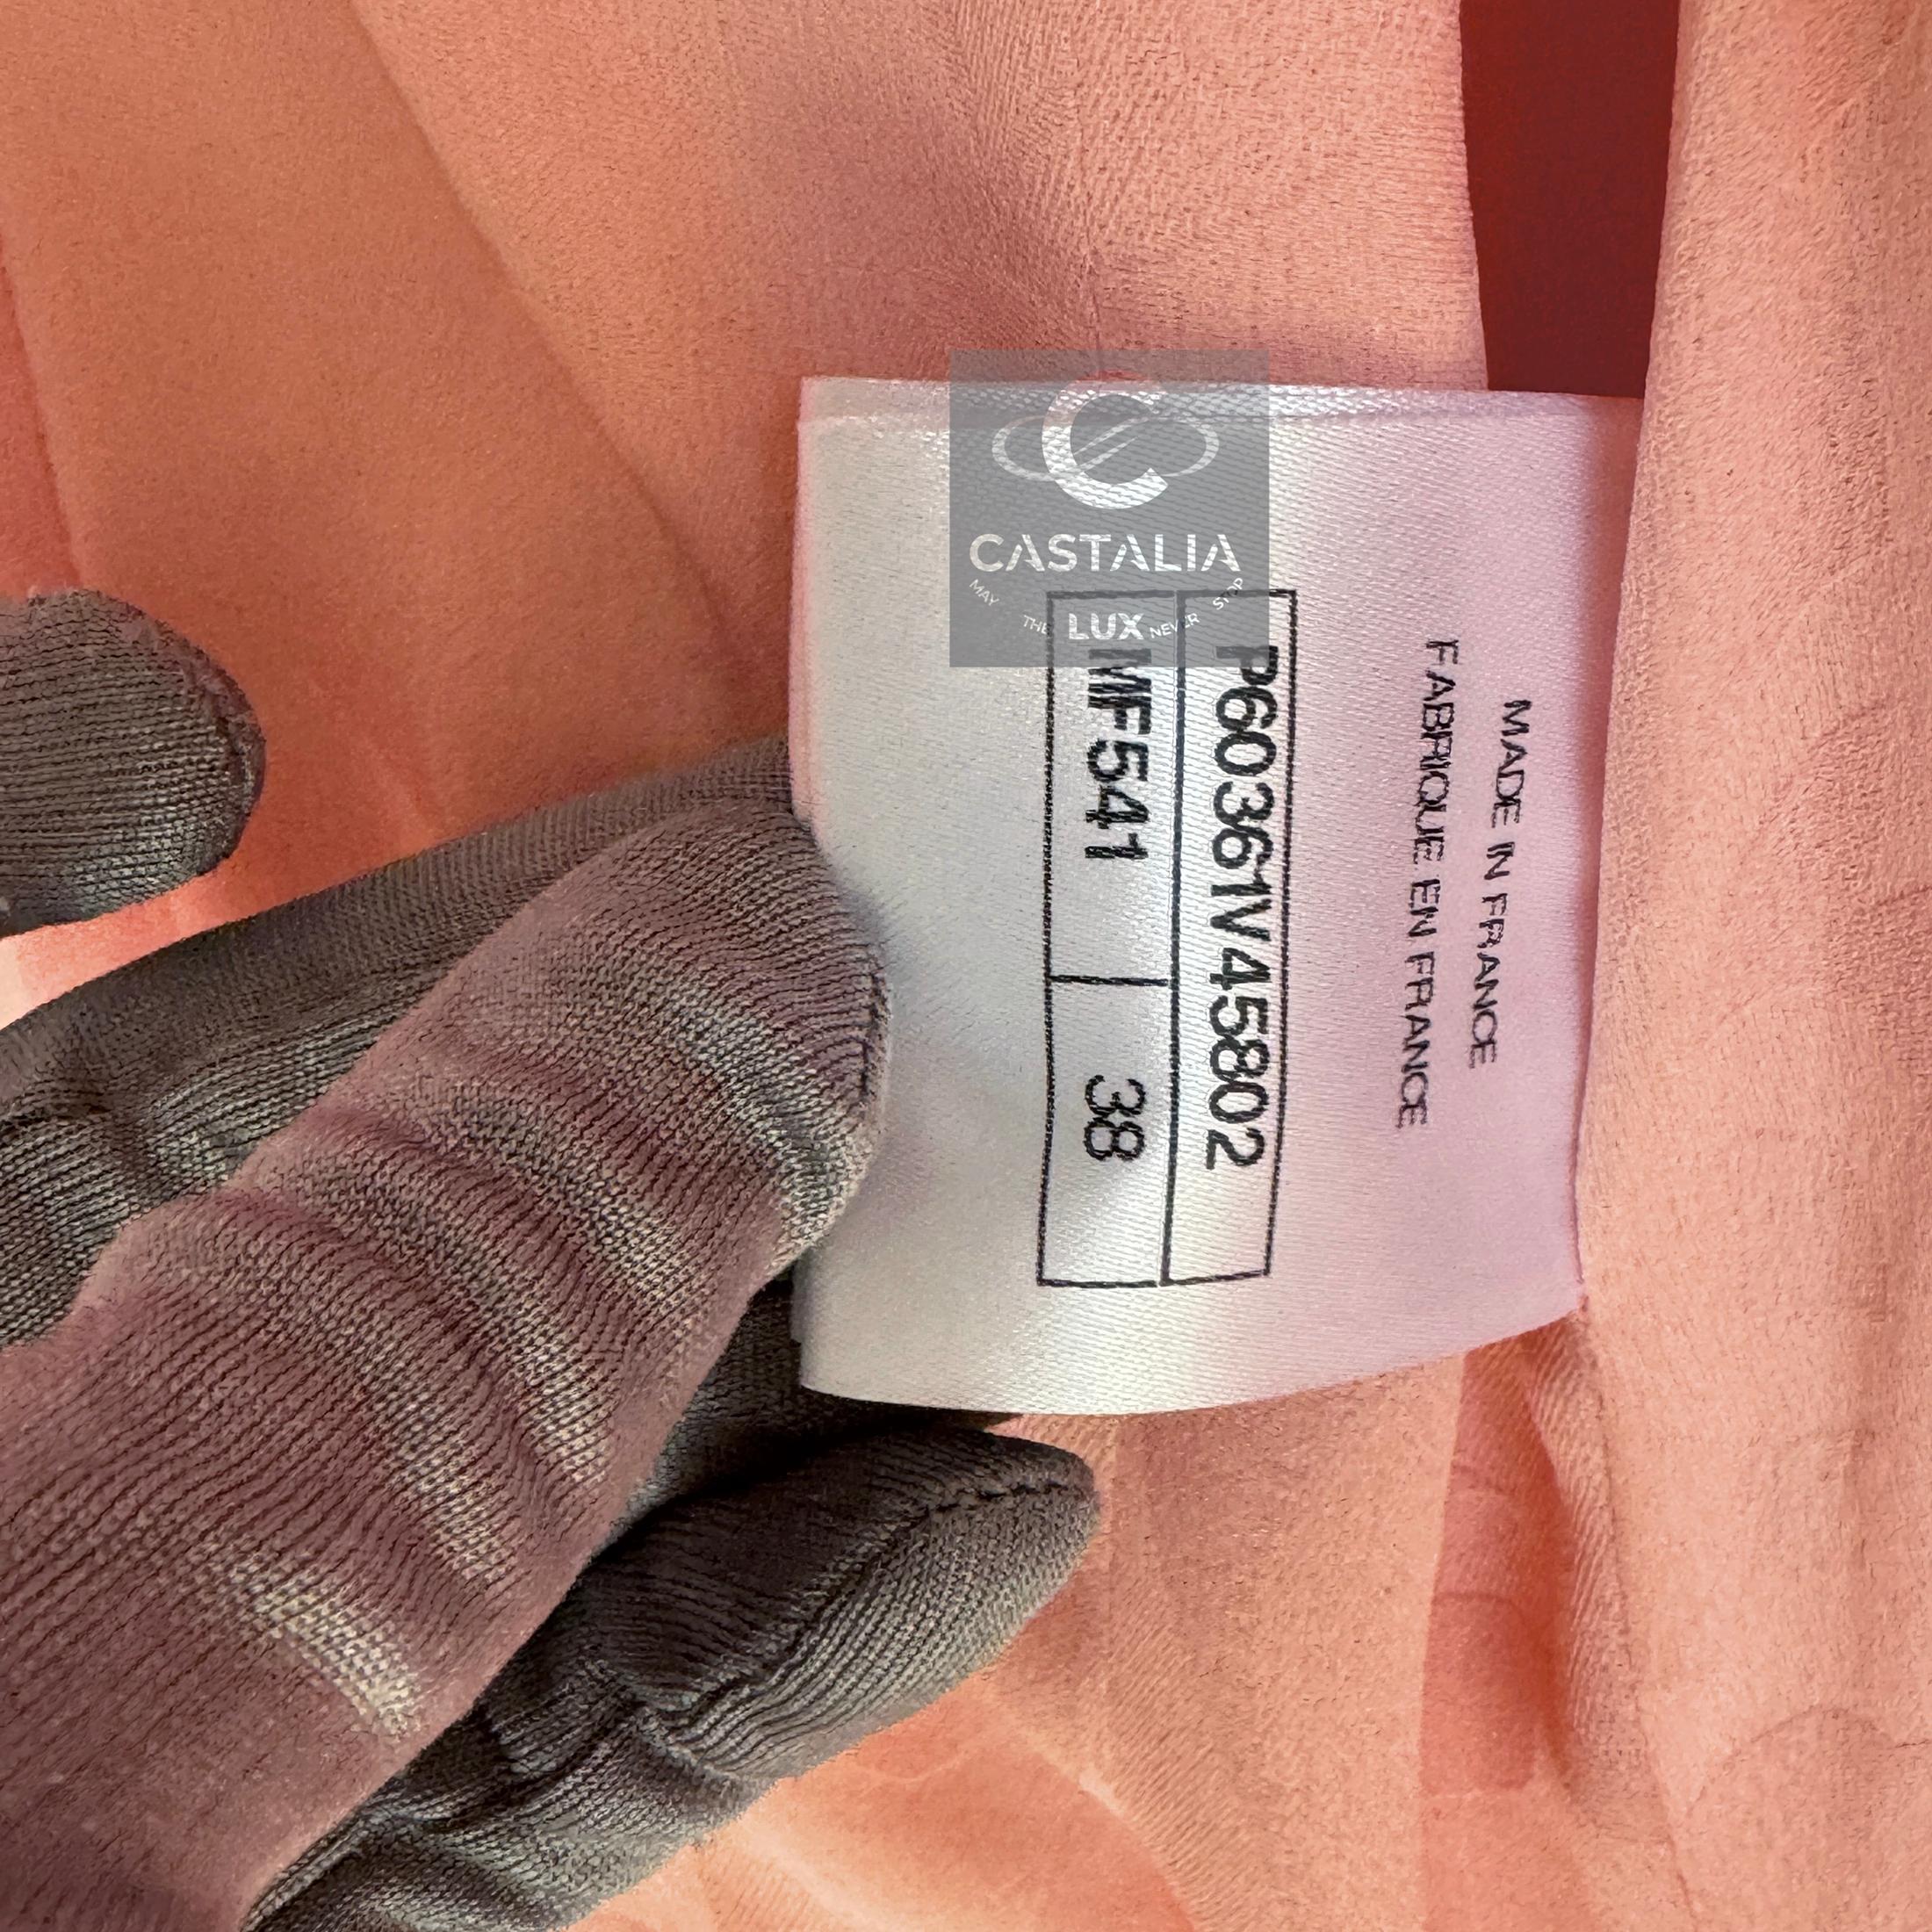 CASTALIA
MAY THE LUX NEVER STOP
MADE IN FRANCE
FABRIQUE EN FRANCE
P60361V45802
MF541 38